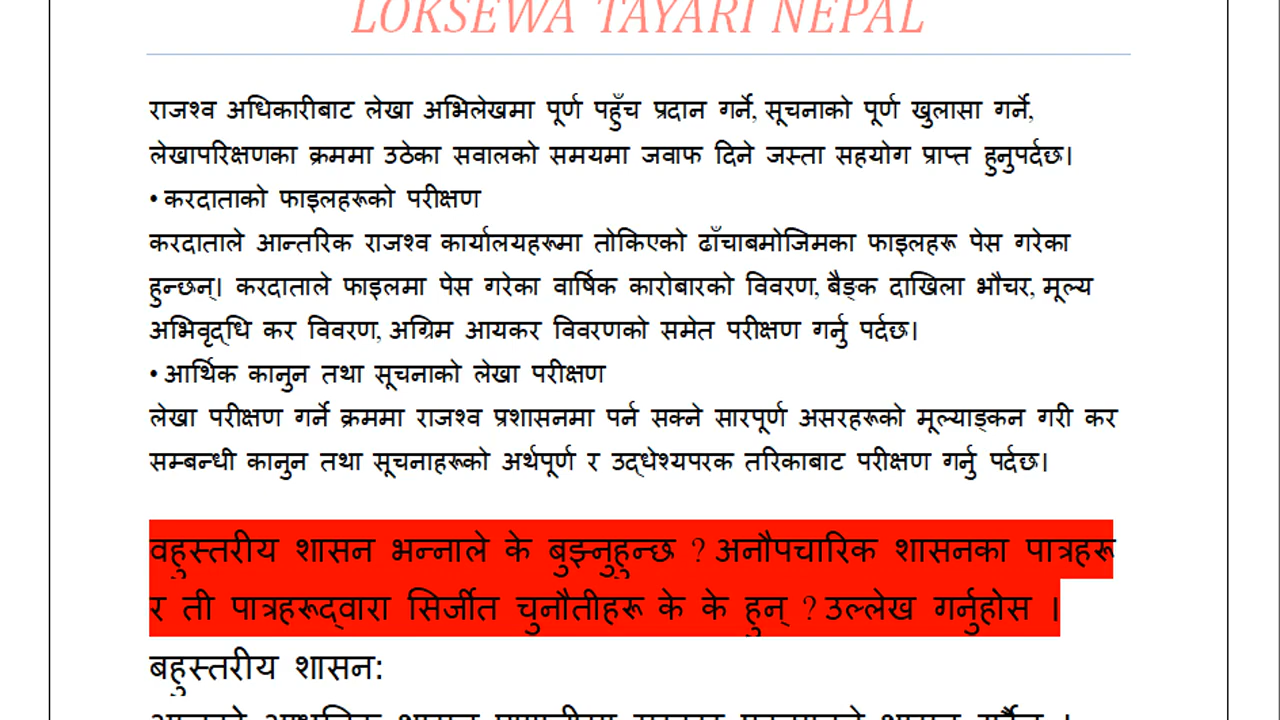 LOKSEWA TAYARI NEPAL
राजश्व अधिकारीबाट लेखा अभिलेखमा पूर्ण पहुँच प्रदान गर्ने, सूचनाको पूर्ण खुलासा गर्ने,
लेखापरिक्षणका क्रममा उठेका सवालको समयमा जवाफ दिने जस्ता सहयोग प्राप्त हुनुपर्दछ।
• करदाताको फाइलहरूको परीक्षण
करदाताले आन्तरिक राजश्व कार्यालयहरूमा तोकिएको ढाँचाबमोजिमका फाइलहरू पेस गरेका
हुन्छन्। करदाताले फाइलमा पेस गरेका वार्षिक कारोबारको विवरण, बैङ्क दाखिला भौचर, मूल्य
अभिवृद्धि कर विवरण, अग्रिम आयकर विवरणको समेत परीक्षण गर्नु पर्दछ।
• आर्थिक कानुन तथा सूचनाको लेखा परीक्षण
लेखा परीक्षण गर्ने क्रममा राजश्व प्रशासनमा पर्न सक्ने सारपूर्ण असरहरूको मूल्याङ्कन गरी कर
सम्बन्धी कानुन तथा सूचनाहरूको अर्थपूर्ण र उद्धेश्यपरक तरिकाबाट परीक्षण गर्नु पर्दछ।
वहुस्तरीय शासन भन्नाले के बुझ्नुहुन्छ ? अनौपचारिक शासनका पात्रहरू
र ती पात्रहरूद्वारा सिर्जीत चुनौतीहरू के के हुन् ? उल्लेख गर्नुहोस ।
बहुस्तरीय शासन: